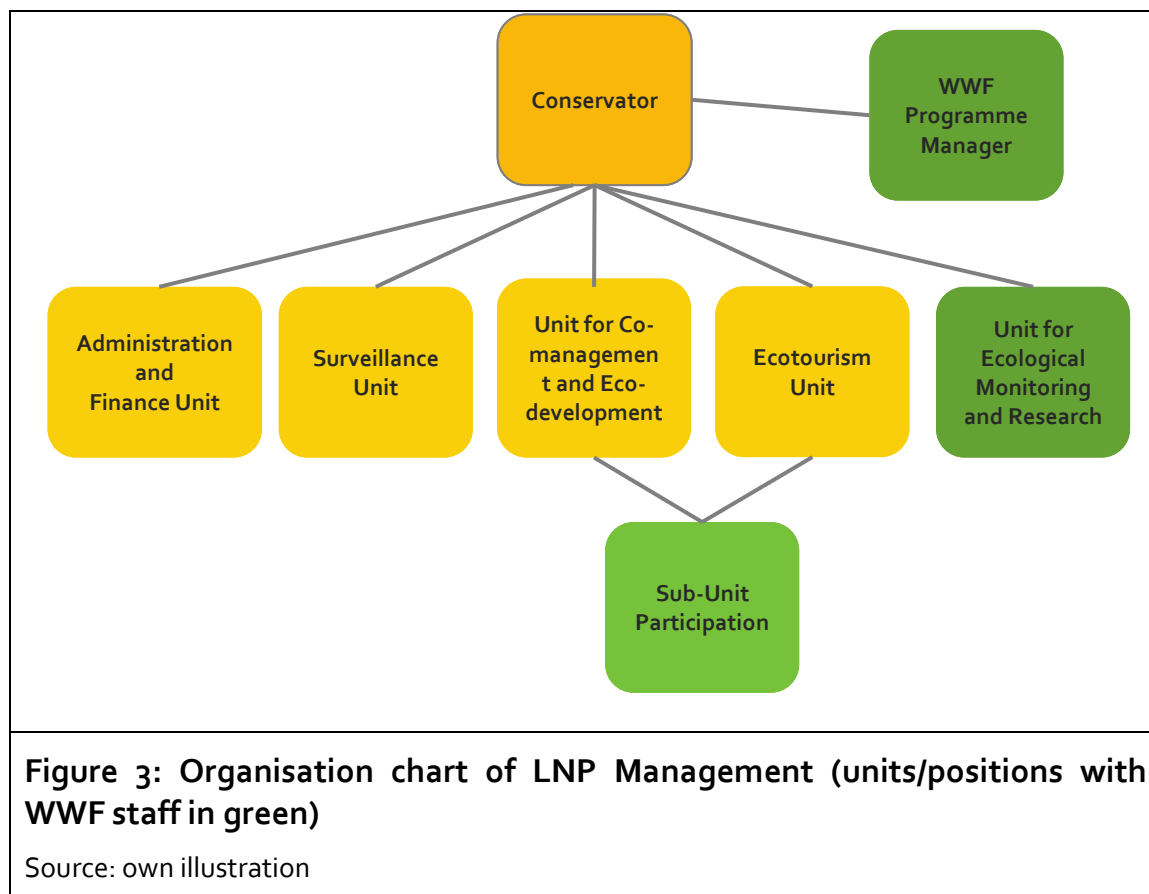 Conservator
WWF
Programme
Manager
Administration
and
Finance Unit
Surveillance
Unit
Unit for Co-
managemen
t and Eco-
development
Ecotourism
Unit
Unit for
Ecological
Monitoring
and Research
Sub-Unit
Participation
Figure 3: Organisation chart of LNP Management (units/positions with
WWF staff in green)
Source: own illustration